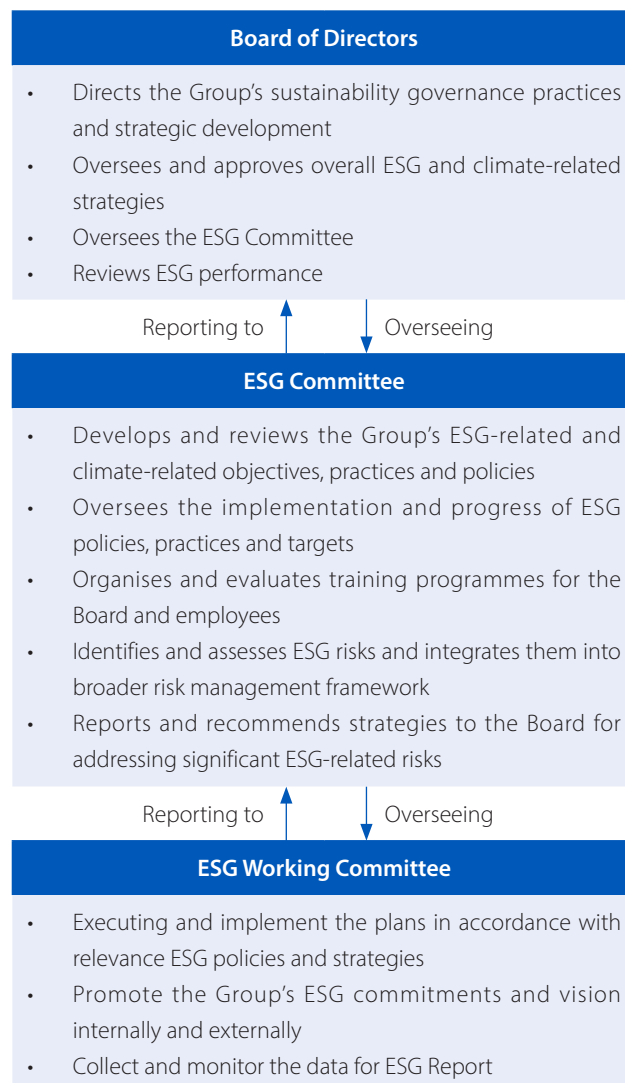 Board of Directors
• Directs the Group’s sustainability governance practices
and strategic development
• Oversees and approves overall ESG and climate-related
strategies
• Oversees the ESG Committee
• Reviews ESG performance
Reporting to Overseeing
ESG Committee
• Develops and reviews the Group’s ESG-related and
climate-related objectives, practices and policies
• Oversees the implementation and progress of ESG
policies, practices and targets
• Organises and evaluates training programmes for the
Board and employees
• Identifies and assesses ESG risks and integrates them into
broader risk management framework
• Reports and recommends strategies to the Board for
addressing significant ESG-related risks
Reporting to Overseeing
ESG Working Committee
• Executing and implement the plans in accordance with
relevance ESG policies and strategies
• Promote the Group’s ESG commitments and vision
internally and externally
• Collect and monitor the data for ESG Report